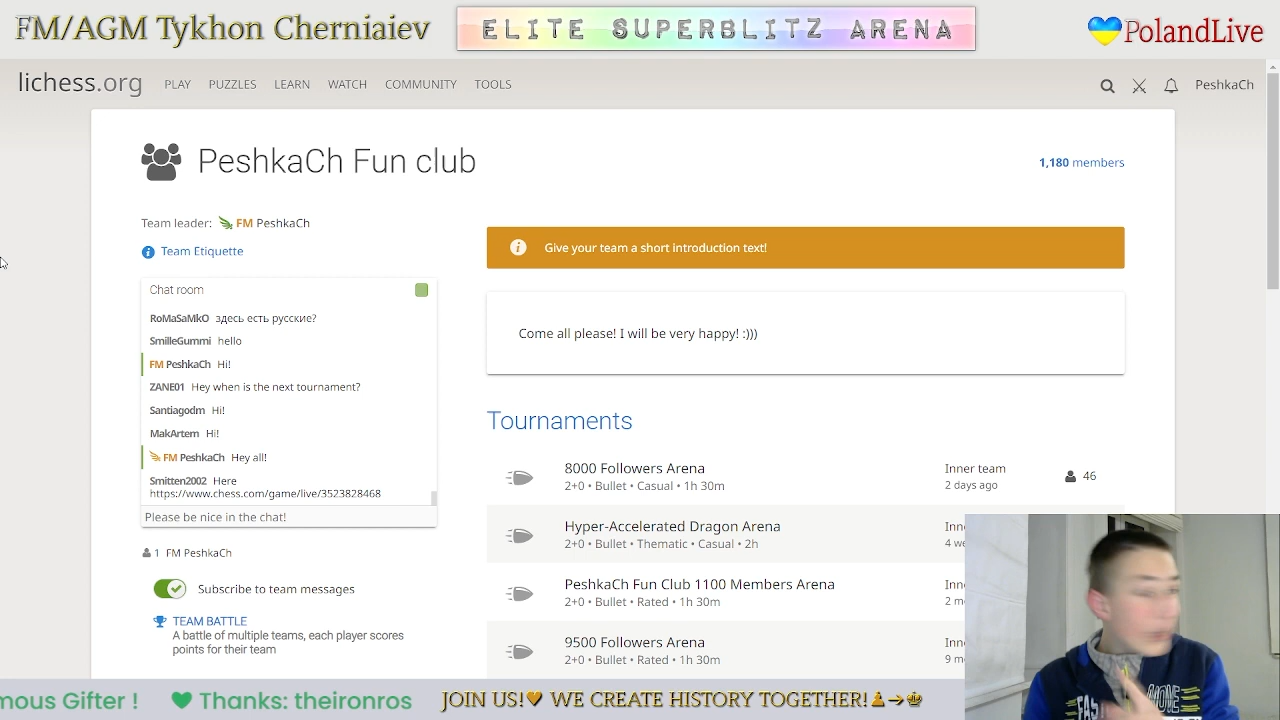 FM/AGM Tykhon Cherniaiev
ELITE SUPERBLITZ ARENA
PolandLive
lichess.org PLAY PUZZLES LEARN WATCH COMMUNITY TOOLS PeshkaCh
PeshkaCh Fun club
1,180 members
Team leader: FM PeshkaCh
Team Etiquette
Chat room
RoMaSaMkO здесь есть русские?
SmilleGummi hello
FM PeshkaCh Hi!
ZANE01 Hey when is the next tournament?
Santiagodm Hi!
MakArtem Hi!
FM PeshkaCh Hey all!
Smitten2002 Here
https://www.chess.com/game/live/3523828468
Please be nice in the chat!
1 FM PeshkaCh
Subscribe to team messages
TEAM BATTLE
A battle of multiple teams, each player scores
points for their team
Give your team a short introduction text!
Come all please! I will be very happy! :)))
Tournaments
8000 Followers Arena
2+0 • Bullet • Casual • 1h 30m
Inner team
2 days ago
46
Hyper-Accelerated Dragon Arena
2+0 • Bullet • Thematic • Casual • 2h
PeshkaCh Fun Club 1100 Members Arena
2+0 • Bullet • Rated • 1h 30m
9500 Followers Arena
2+0 • Bullet • Rated • 1h 30m
Gifter ! Thanks: theironros
JOIN US! WE CREATE HISTORY TOGETHER!